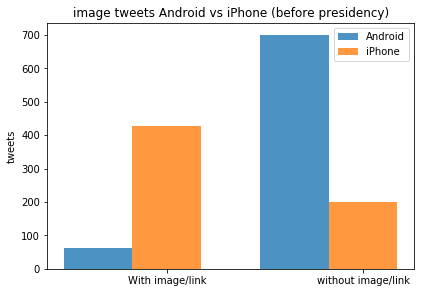 image tweets Android vs iPhone (before presidency)
Android
iPhone
tweets
700
600
500
400
300
200
100
0
With image/link
without image/link